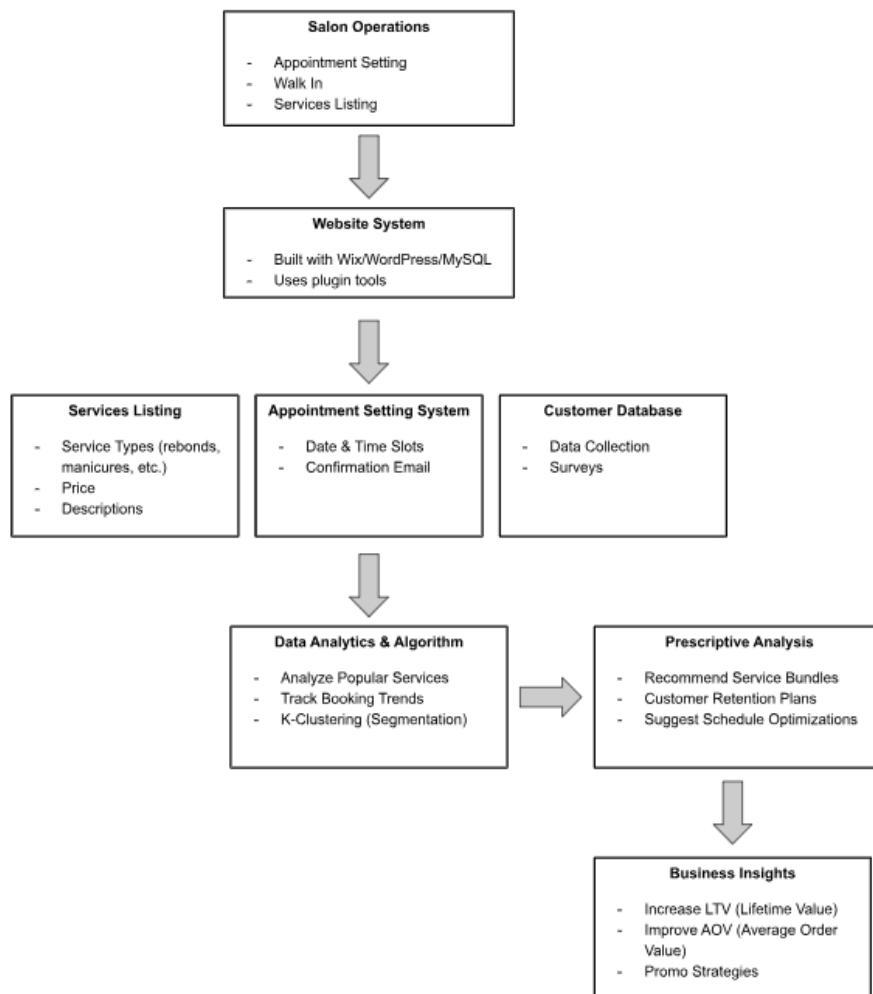 Salon Operations
- Appointment Setting
- Walk In
- Services Listing
Website System
- Built with Wix/WordPress/MySQL
- Uses plugin tools
Services Listing
- Service Types (rebonds,
manicures, etc.)
- Price
- Descriptions
Appointment Setting System
- Date & Time Slots
- Confirmation Email
Customer Database
- Data Collection
- Surveys
Data Analytics & Algorithm
- Analyze Popular Services
- Track Booking Trends
- K-Clustering (Segmentation)
Prescriptive Analysis
- Recommend Service Bundles
- Customer Retention Plans
- Suggest Schedule Optimizations
Business Insights
- Increase LTV (Lifetime Value)
- Improve AOV (Average Order
Value)
- Promo Strategies